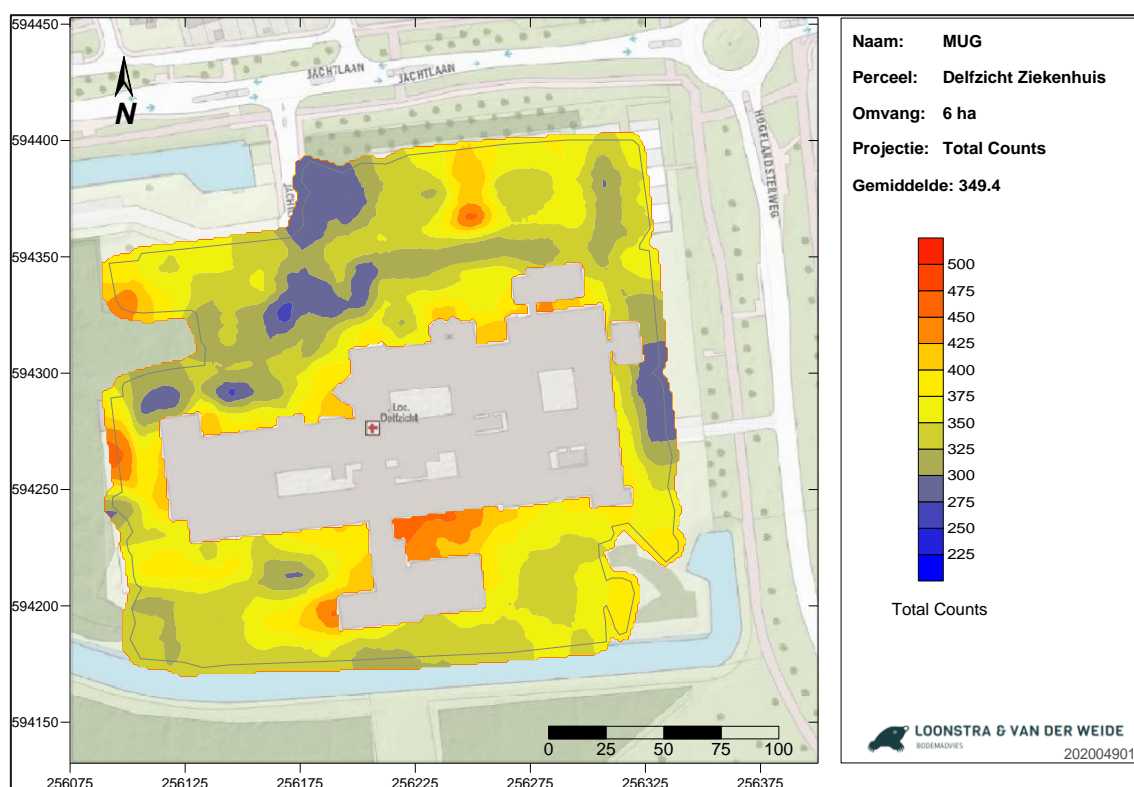 594450
594400
594350
594300
594250
594200
594150
256075
256125
256175
256225
256275
256325
256375
N
JACHTLAAN
JACHTLAAN
HOGELANDSTERWEG
Loc.
Delfzicht
0
25
50
75
100
Naam: MUG
Perceel: Delfzicht Ziekenhuis
Omvang: 6 ha
Projectie: Total Counts
Gemiddelde: 349.4
500
475
450
425
400
375
350
325
300
275
250
225
Total Counts
LOONSTRA & VAN DER WEIDE
BODEMADVIES
202004901